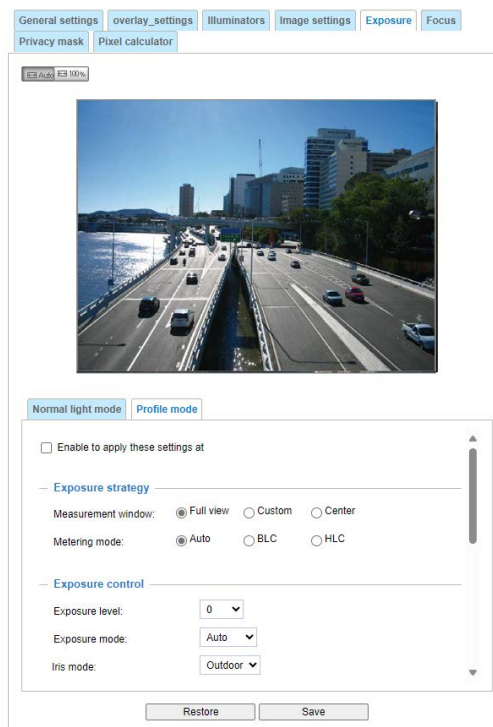 General settings overlay_settings Illuminators Image settings Exposure Focus
Privacy mask Pixel calculator
Auto 100%
Normal light mode Profile mode
Enable to apply these settings at
Exposure strategy
Measurement window: Full view Custom Center
Metering mode: Auto BLC HLC
Exposure control
Exposure level: 0
Exposure mode: Auto
Iris mode: Outdoor
Restore Save